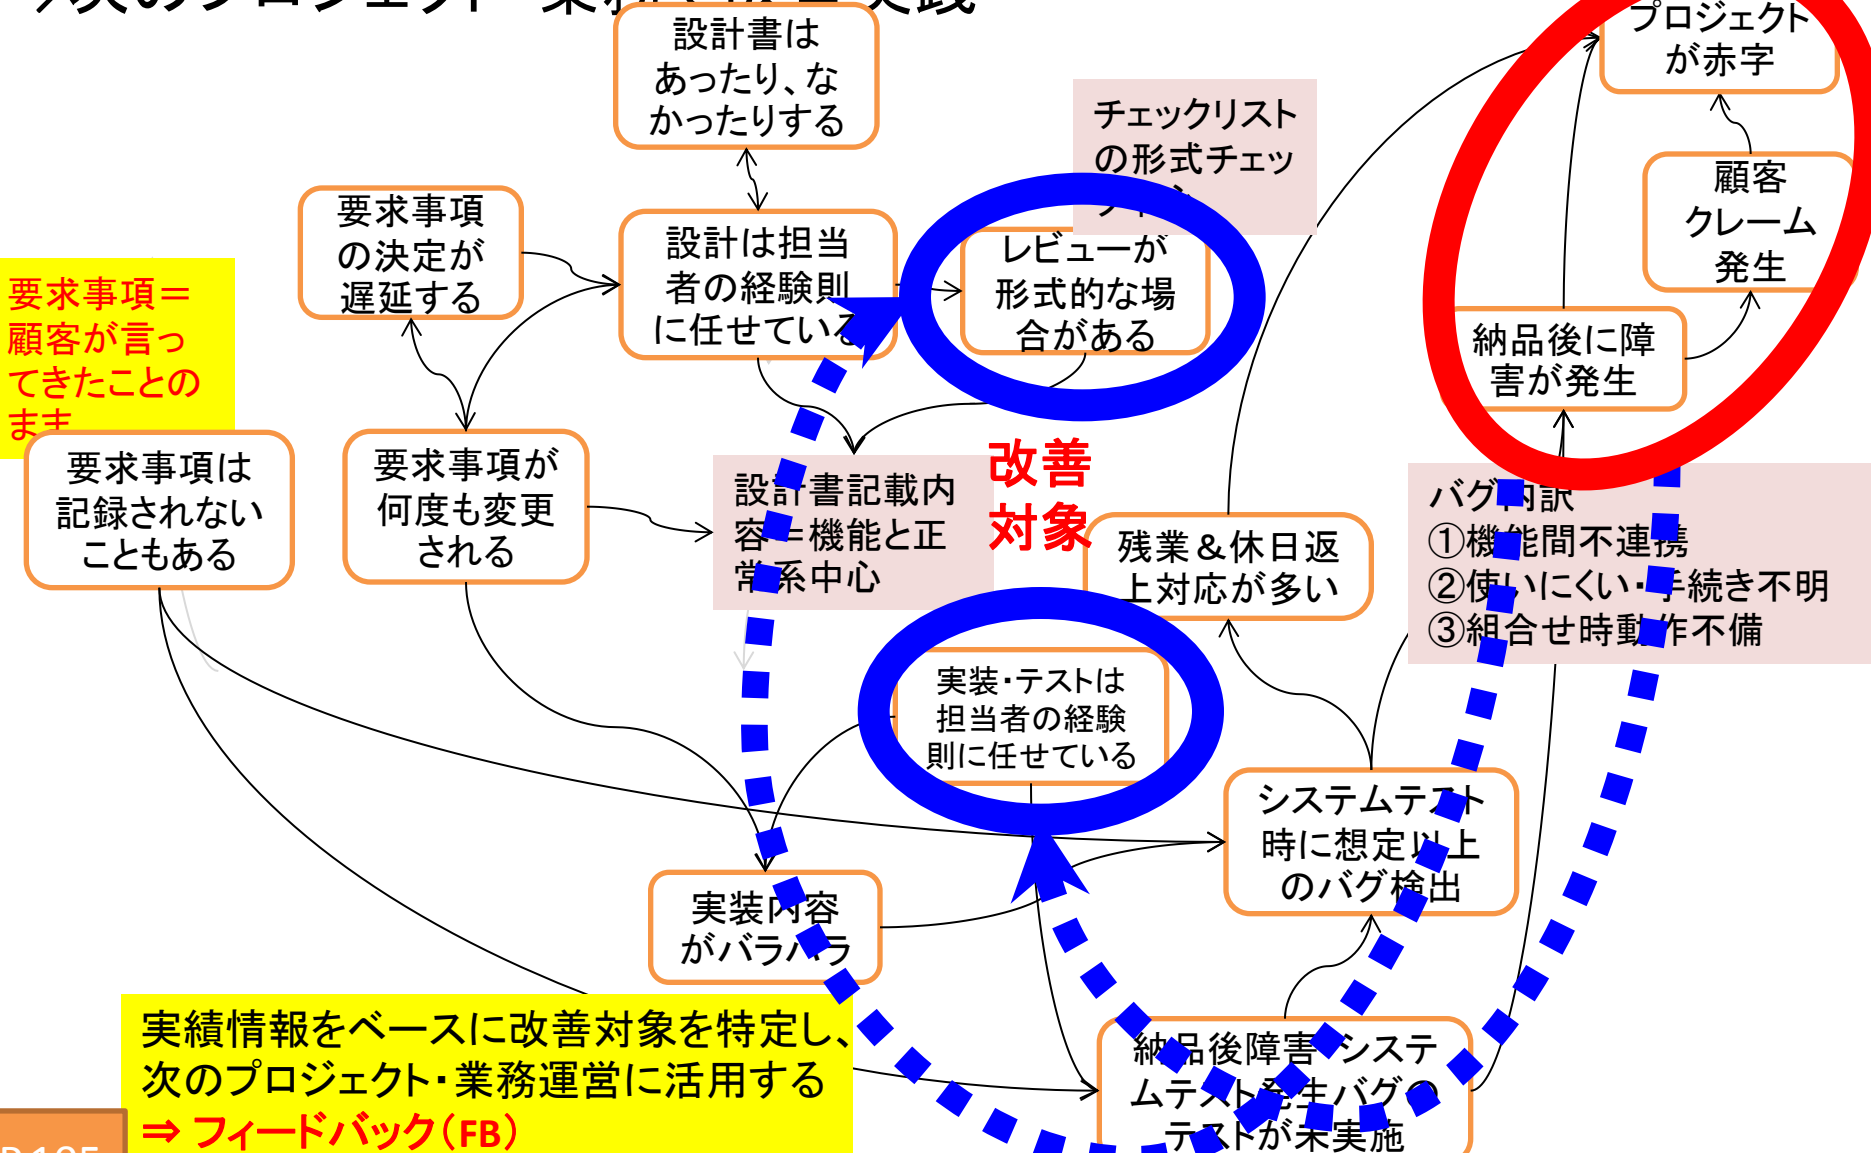 設計書は
あったり、な
かったりする
プロジェクト
が赤字
チェックリスト
の形式チェッ
顧客
クレーム
発生
要求事項
の決定が
遅延する
設計は担当
者の経験則
に任せている
レビューが
形式的な場
合がある
要求事項＝
顧客が言っ
てきたことの
まま
納品後に障
害が発生
改善
対象
要求事項は
記録されない
こともある
要求事項が
何度も変更
される
設計書記載内
容＝機能と正
常系中心
残業＆休日返
上対応が多い
バグ内訳
①機能間不連携
②使いにくい・手続き不明
③組合せ時動作不備
実装・テストは
担当者の経験
則に任せている
システムテスト
時に想定以上
のバグ検出
実装内容
がバラバラ
実績情報をベースに改善対象を特定し、
次のプロジェクト・業務運営に活用する
⇒ フィードバック（FB）
納品後障害・システ
ムテスト発生バグの
テストが未実施